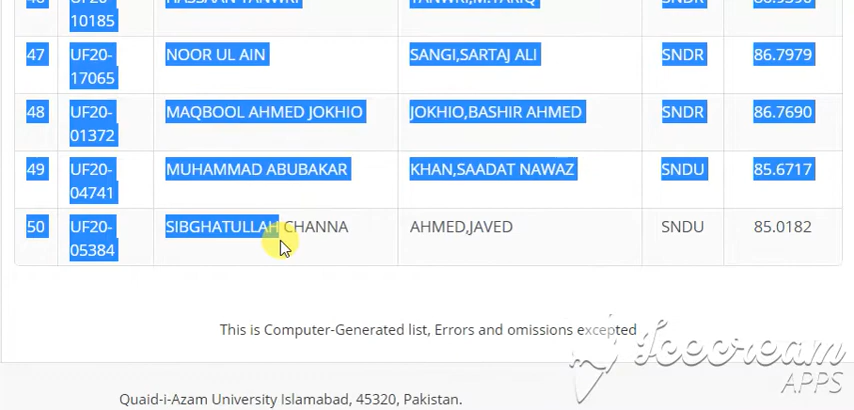 10185
47 UF20- NOOR UL AIN SANGI,SARTAJ ALI SNDR 86.7979
17065
48 UF20- MAQBOOL AHMED JOKHIO JOKHIO,BASHIR AHMED SNDR 86.7690
01372
49 UF20- MUHAMMAD ABUBAKAR KHAN,SAADAT NAWAZ SNDU 85.6717
04741
50 UF20- SIBGHATULLAH CHANNA AHMED,JAVED SNDU 85.0182
05384
This is Computer-Generated list, Errors and omissions excepted
Icecream
APPS
Quaid-i-Azam University Islamabad, 45320, Pakistan.